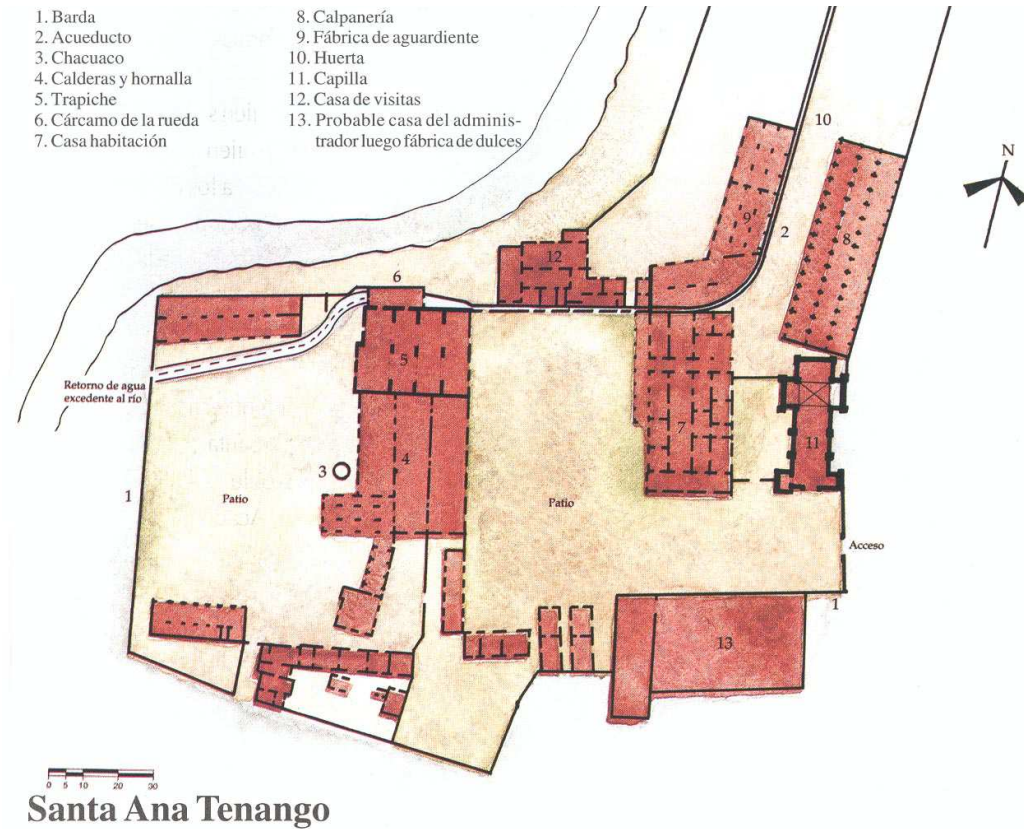 1. Barda
2. Acueducto
3. Chacuaco
4. Calderas y hornalla
5. Trapiche
6. Cárcamo de la rueda
7. Casa habitación
8. Calpanería
9. Fábrica de aguardiente
10. Huerta
11. Capilla
12. Casa de visitas
13. Probable casa del adminis-
trador luego fábrica de dulces
N
10
2
9
8
12
6
5
Retorno de agua
excedente al río
7
11
4
3
1
Patio
Patio
Acceso
1
13
0 5 10 20 30
Santa Ana Tenango